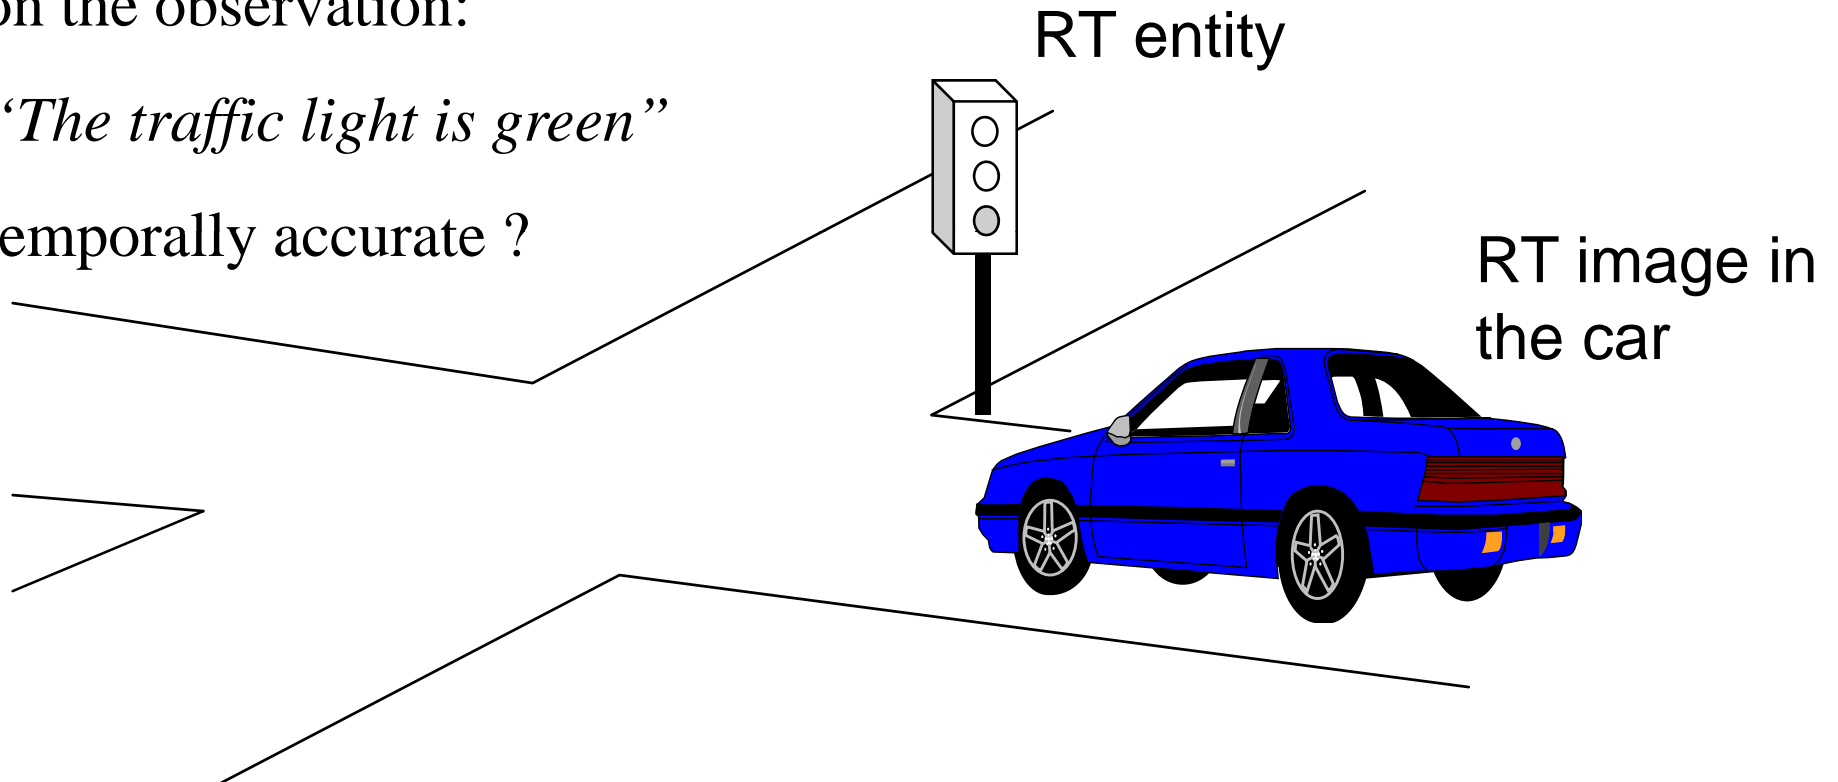 on the observation:
RT entity
“The traffic light is green”
emporally accurate ?
RT image in
the car